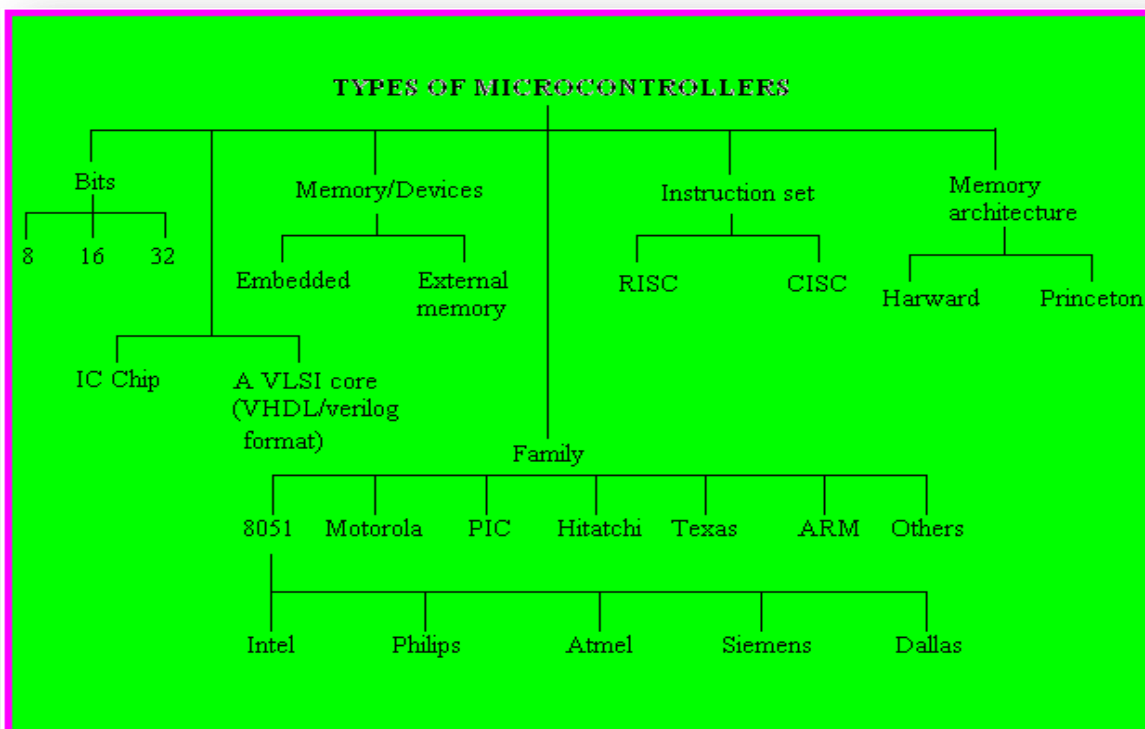 TYPES OF MICROCONTROLLERS
Bits
8 16 32
Memory/Devices
Embedded
External
memory
Instruction set
RISC CISC
Memory
architecture
Harward Princeton
IC Chip
A VLSI core
(VHDL/verilog
format)
Family
8051 Motorola PIC Hitatchi Texas ARM Others
Intel Philips Atmel Siemens Dallas